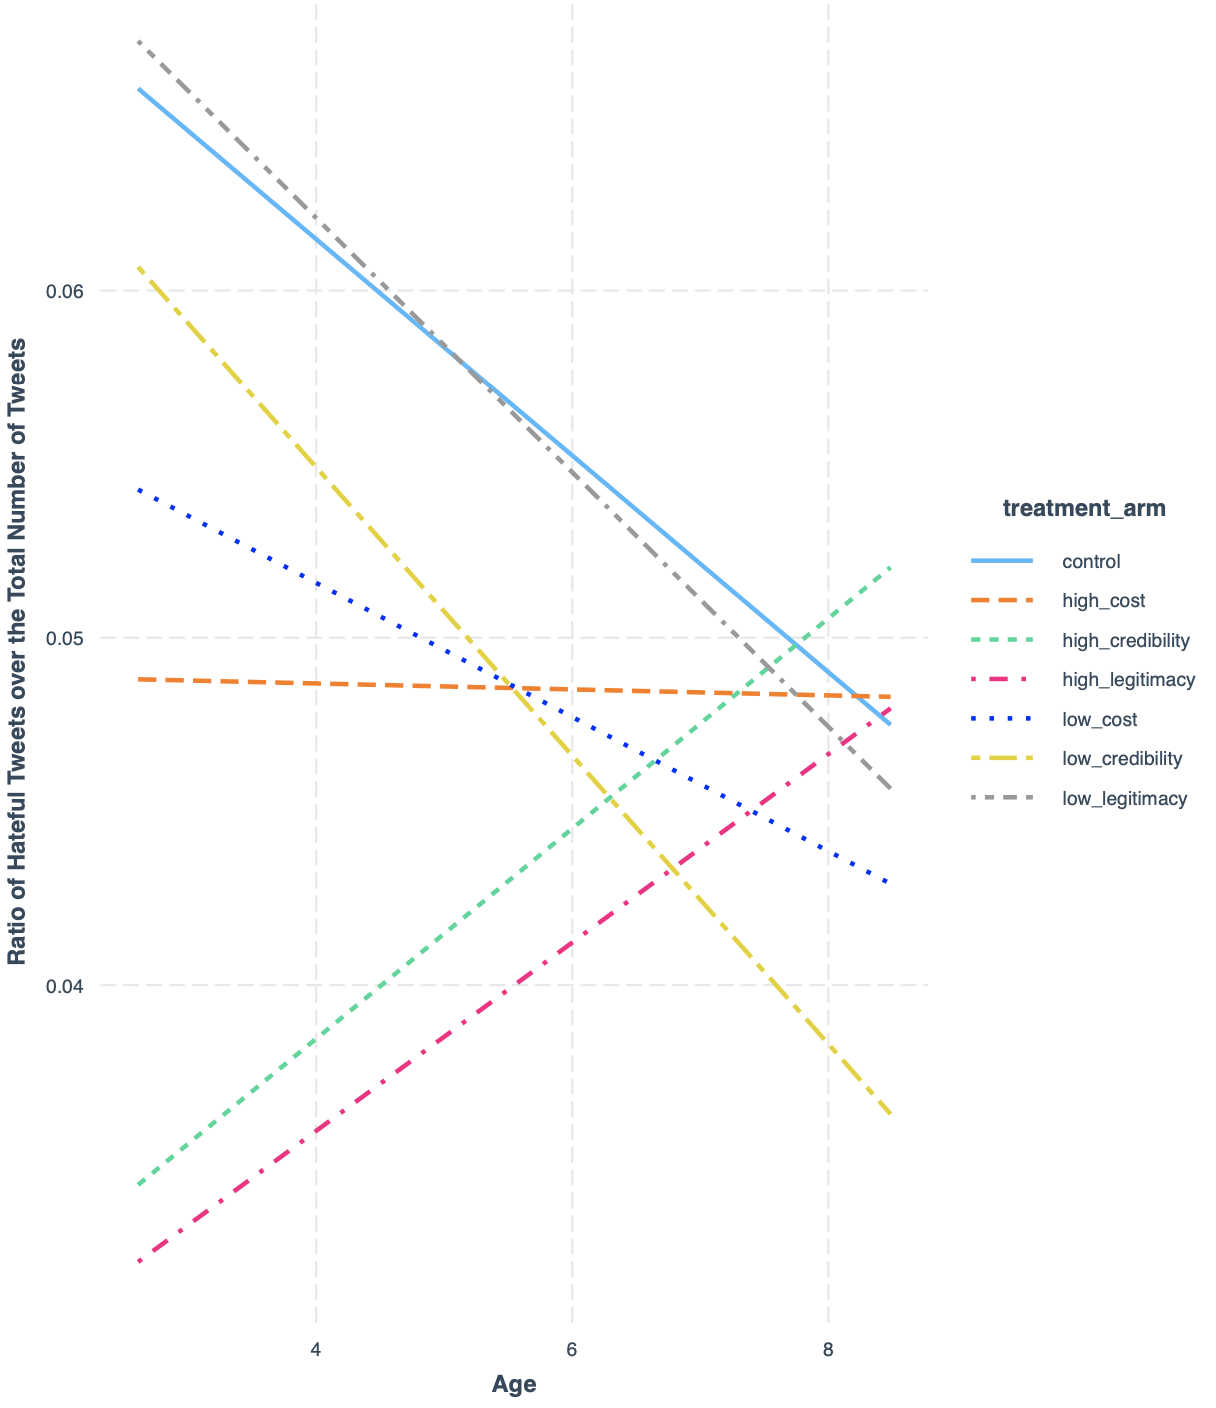 Ratio of Hateful Tweets over the Total Number of Tweets
0.06
0.05
0.04
4
6
8
Age
treatment_arm
control
high_cost
high_credibility
high_legitimacy
low_cost
low_credibility
low_legitimacy